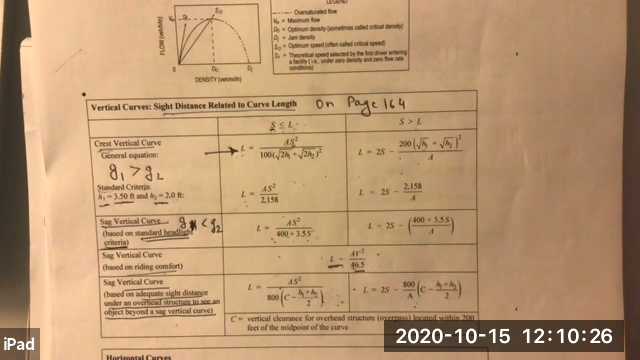 LEGEND
Oversaturated flow
Vm = Maximum flow
Do = Optimum density (sometimes called critical density)
Dj = Jam density
So = Optimum speed (often called critical speed)
Sf = Theoretical speed selected by the first driver entering
a facility (i.e., under zero density and zero flow rate
conditions)
FLOW (veh/h/ln)
Vm
Sf
So
0
Do
Dj
DENSITY (veh/mi/ln)
Vertical Curves: Sight Distance Related to Curve Length on Page 164
S ≤ L
S > L
Crest Vertical Curve
General equation:
g1 > g2
L = AS² / 100(√2h1 + √2h2)²
L = 2S − 200(√h1 + √h2)² / A
Standard Criteria:
h1 = 3.50 ft and h2 = 2.0 ft:
L = AS² / 2,158
L = 2S − 2,158 / A
Sag Vertical Curve g1 < g2
(based on standard headlight
criteria)
L = AS² / 400 + 3.5S
L = 2S − (400 + 3.5S / A)
Sag Vertical Curve
(based on riding comfort)
L = AV² / 46.5
Sag Vertical Curve
(based on adequate sight distance
under an overhead structure to see an
object beyond a sag vertical curve)
L = AS² / 800(C − h1 + h2 / 2)
L = 2S − 800 / A (C − h1 + h2 / 2)
C = vertical clearance for overhead structure (overpass) located within 200
feet of the midpoint of the curve
Horizontal Curves
iPad
2020-10-15 12:10:26